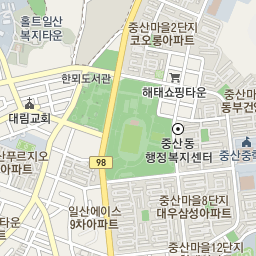 홀트일산
복지타운
중산마을2단지
코오롱아파트
한뫼도서관
해태쇼핑타운
중산마을
동부건
대림교회
중산동
행정복지센터
중산중학
산푸르지오
아파트
98
일산에이스
9차아파트
중산마을8단지
대우삼성아파트
타운
아파트
중산마을12단지